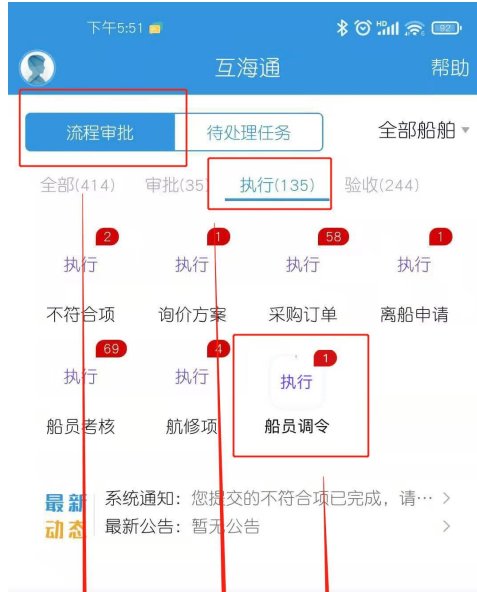 下午5:51 HD 92
互海通 帮助
流程审批 待处理任务 全部船舶
全部(414) 审批(35) 执行(135) 验收(244)
2 1 58 1
执行 执行 执行 执行
不符合项 询价方案 采购订单 离船申请
69 4 1
执行 执行 执行
船员考核 航修项 船员调令
最新 系统通知：您提交的不符合项已完成，请…
动态 最新公告：暂无公告